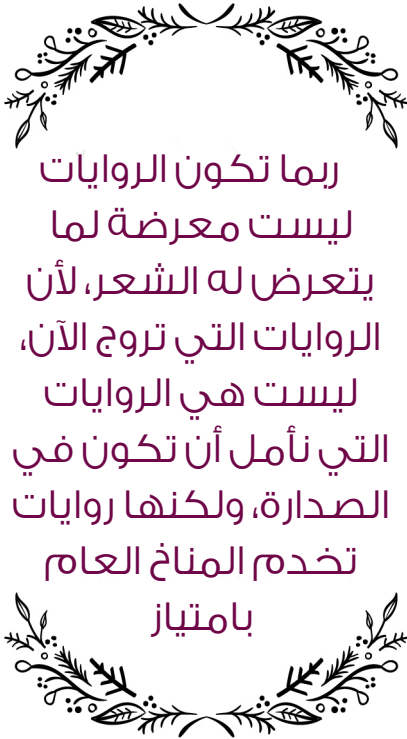 ربما تكون الروايات
ليست معرضة لما
يتعرض له الشعر، لأن
الروايات التي تروج الآن،
ليست هي الروايات
التي نأمل أن تكون في
الصدارة، ولكنها روايات
تخدم المناخ العام
بامتياز